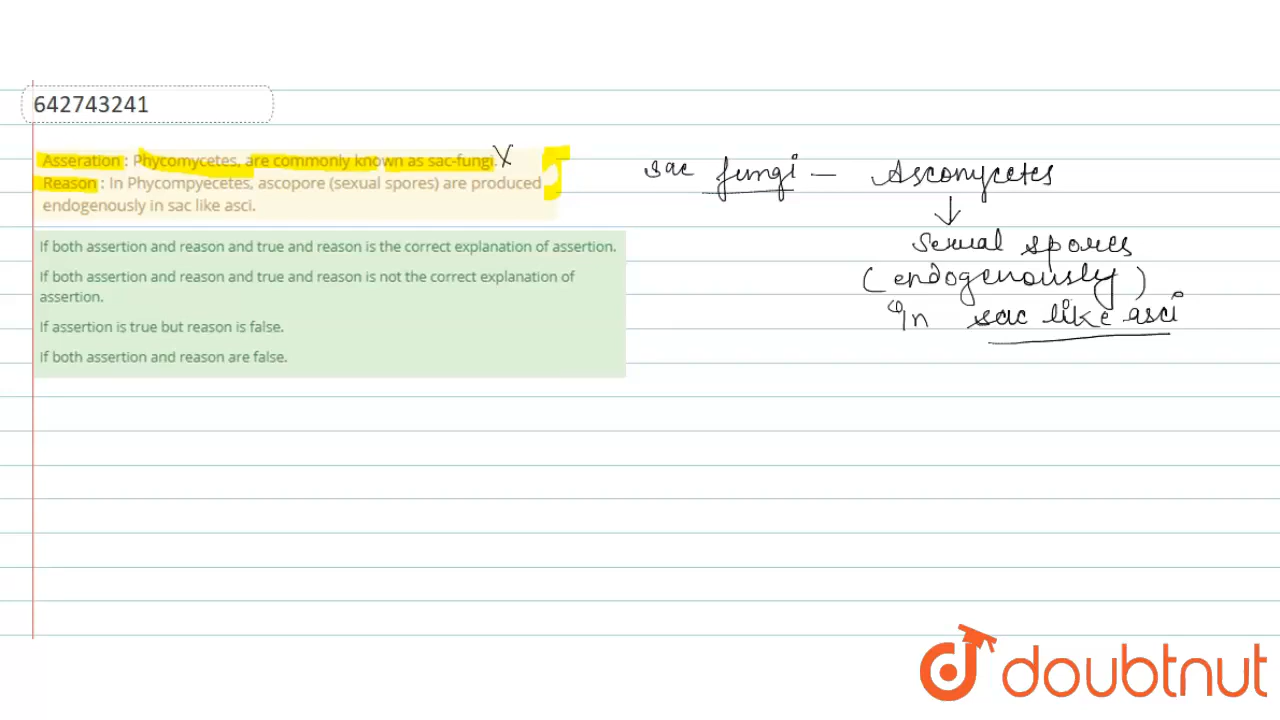 642743241
Asseration : Phycomycetes, are commonly known as sac-fungi. X
Reason : In Phycompyecetes, ascopore (sexual spores) are produced
endogenously in sac like asci.
If both assertion and reason and true and reason is the correct explanation of assertion.
If both assertion and reason and true and reason is not the correct explanation of
assertion.
If assertion is true but reason is false.
If both assertion and reason are false.
sac fungi — Ascomycetes
Sexual spores
(endogenously)
In sac like asci
doubtnut